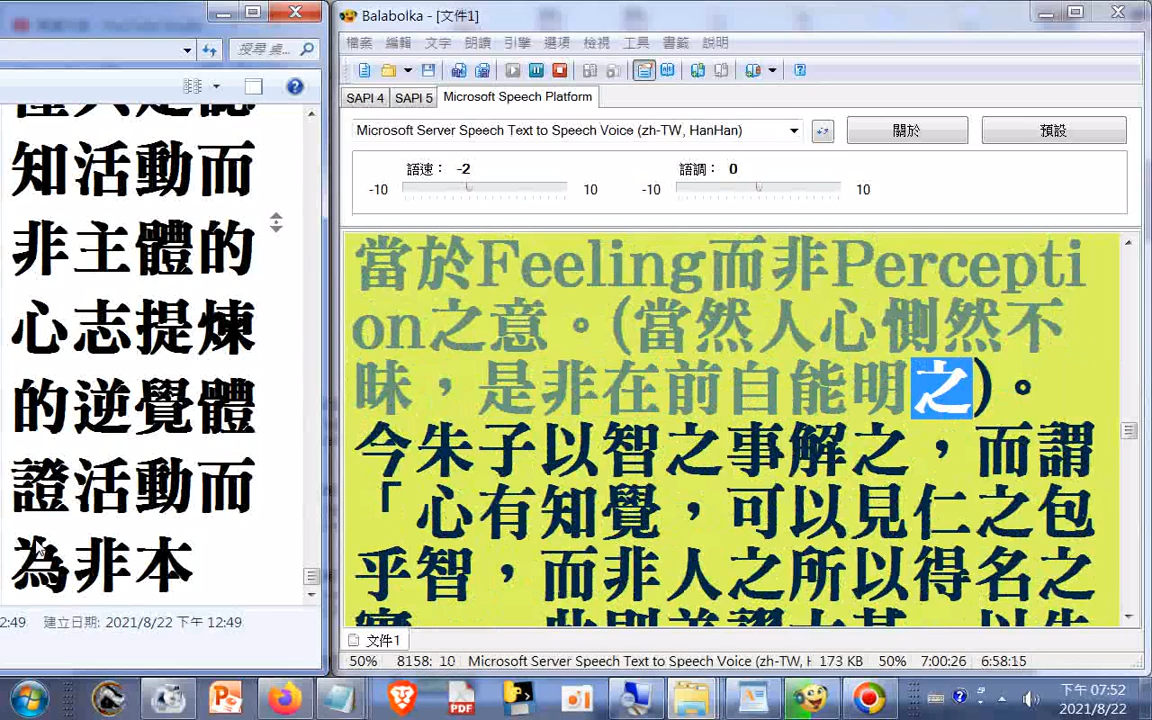 搜尋 桌...
知活動而
非主體的
心志提煉
的逆覺體
證活動而
為非本
2:49 建立日期: 2021/8/22 下午 12:49
Balabolka - [文件1]
檔案 編輯 文字 朗讀 引擎 選項 檢視 工具 書籤 說明
SAPI 4 SAPI 5 Microsoft Speech Platform
Microsoft Server Speech Text to Speech Voice (zh-TW, HanHan)
關於 預設
語速： -2 語調： 0
-10 10 -10 10
當於Feeling而非Percepti
on之意。(當然人心惻然不
昧，是非在前自能明之)。
今朱子以智之事解之，而謂
「心有知覺，可以見仁之包
乎智，而非人之所以得名之
文件1
50% 8158: 10 Microsoft Server Speech Text to Speech Voice (zh-TW, H 173 KB 50% 7:00:26 6:58:15
PDF
下午 07:52
2021/8/22